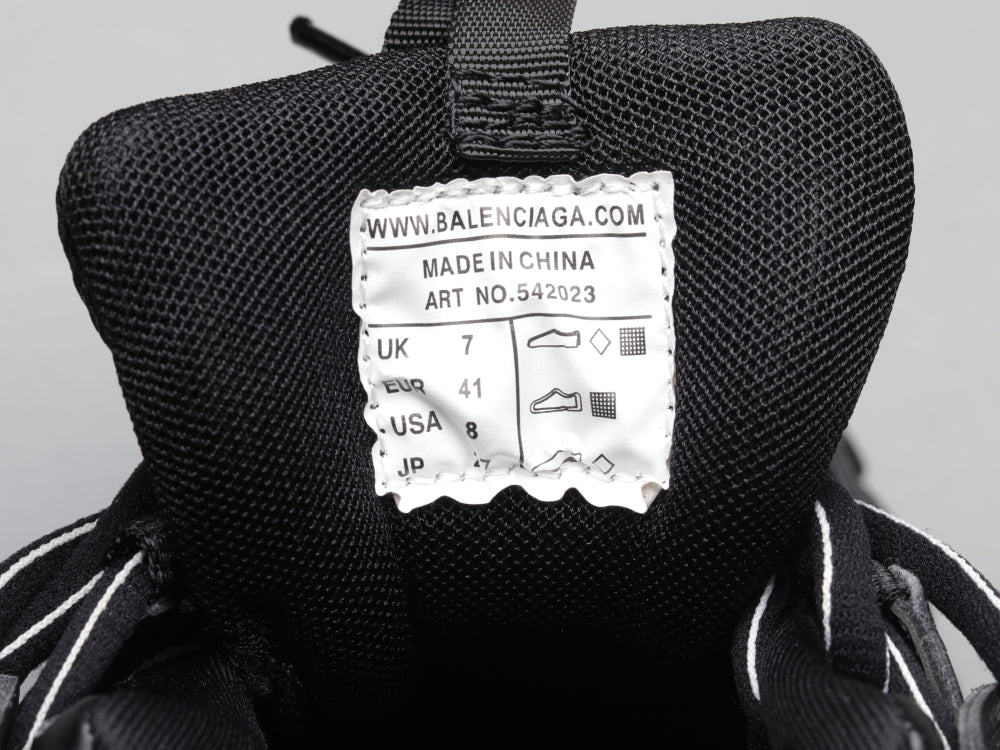 WWW.BALENCIAGA.COM
MADE IN CHINA
ART NO.542023
UK 7
EUR 41
USA 8
JP